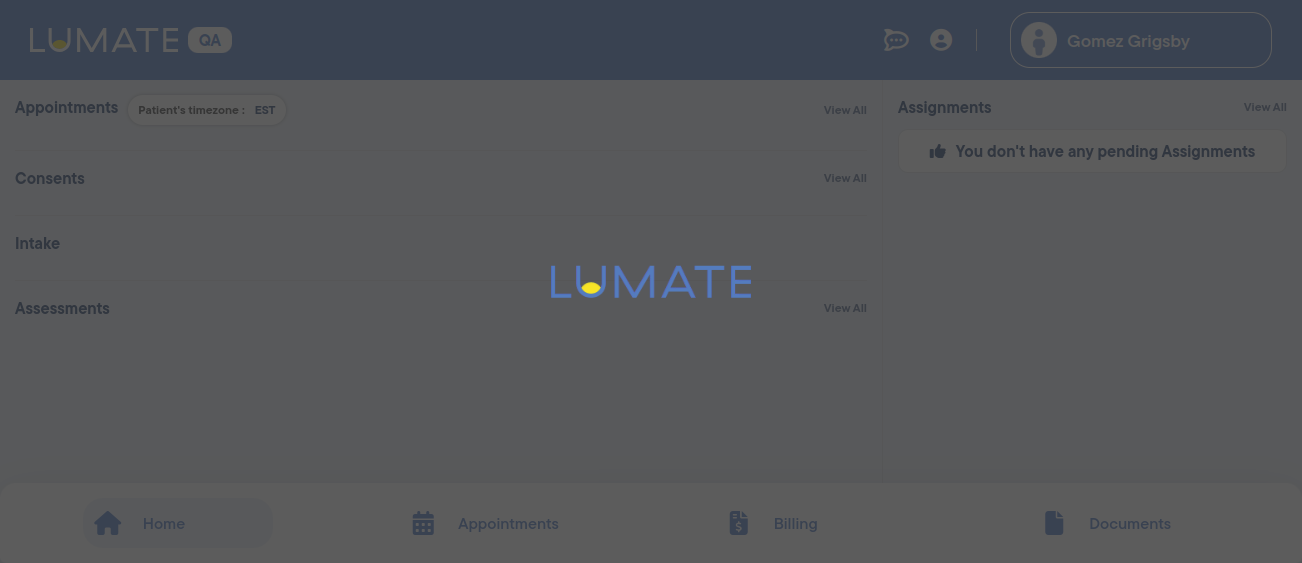 LUMATE QA
Gomez Grigsby
Appointments Patient's timezone : EST View All
Consents View All
Intake
Assessments View All
Assignments View All
You don't have any pending Assignments
LUMATE
Home Appointments Billing Documents